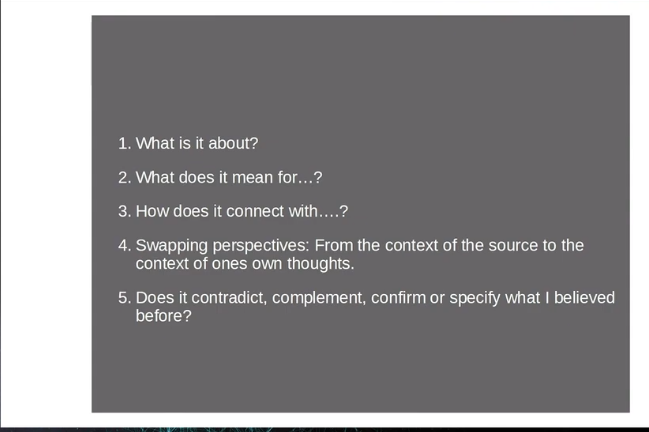 1. What is it about?
2. What does it mean for…?
3. How does it connect with….?
4. Swapping perspectives: From the context of the source to the
context of ones own thoughts.
5. Does it contradict, complement, confirm or specify what I believed
before?